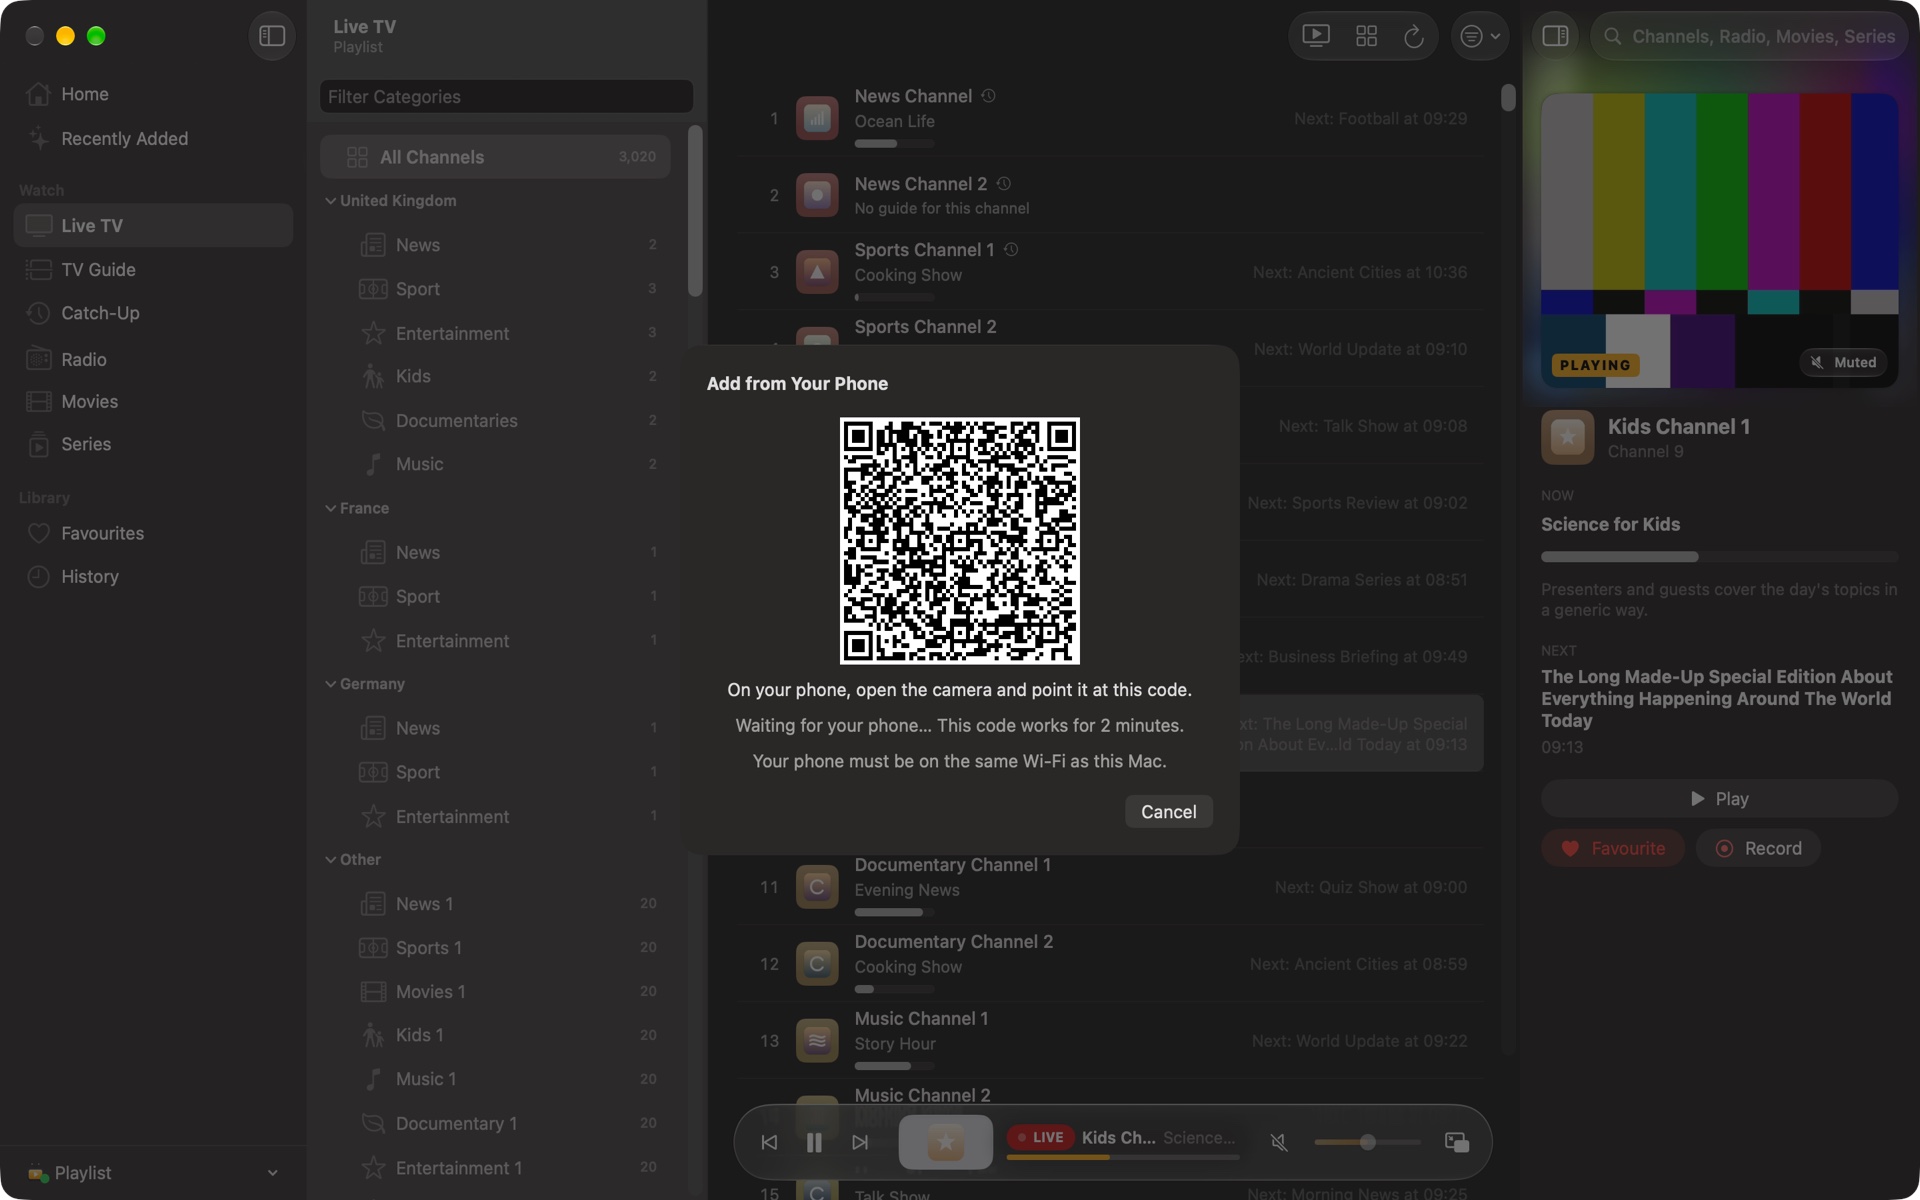 Home
Recently Added
Watch
Live TV
TV Guide
Catch-Up
Radio
Movies
Series
Library
Favourites
History
Playlist
Live TV
Playlist
Filter Categories
All Channels 3,020
United Kingdom
News 2
Sport 3
Entertainment 3
Kids 2
Documentaries 2
Music 2
France
News 1
Sport 1
Entertainment 1
Germany
News 1
Sport 1
Entertainment 1
Other
News 1 20
Sports 1 20
Movies 1 20
Kids 1 20
Music 1 20
Documentary 1 20
Entertainment 1 20
1 News Channel
Ocean Life
Next: Football at 09:29
2 News Channel 2
No guide for this channel
3 Sports Channel 1
Cooking Show
Next: Ancient Cities at 10:36
Sports Channel 2
Next: World Update at 09:10
Next: Talk Show at 09:08
Next: Sports Review at 09:02
Next: Drama Series at 08:51
ext: Business Briefing at 09:49
xt: The Long Made-Up Special
n About Ev...ld Today at 09:13
Add from Your Phone
On your phone, open the camera and point it at this code.
Waiting for your phone... This code works for 2 minutes.
Your phone must be on the same Wi-Fi as this Mac.
Cancel
11 Documentary Channel 1
Evening News
Next: Quiz Show at 09:00
12 Documentary Channel 2
Cooking Show
Next: Ancient Cities at 08:59
13 Music Channel 1
Story Hour
Next: World Update at 09:22
Music Channel 2
LIVE Kids Ch... Science...
15 Talk Show
Next: Morning News at 09:25
Channels, Radio, Movies, Series
PLAYING
Muted
Kids Channel 1
Channel 9
NOW
Science for Kids
Presenters and guests cover the day's topics in
a generic way.
NEXT
The Long Made-Up Special Edition About
Everything Happening Around The World
Today
09:13
Play
Favourite
Record